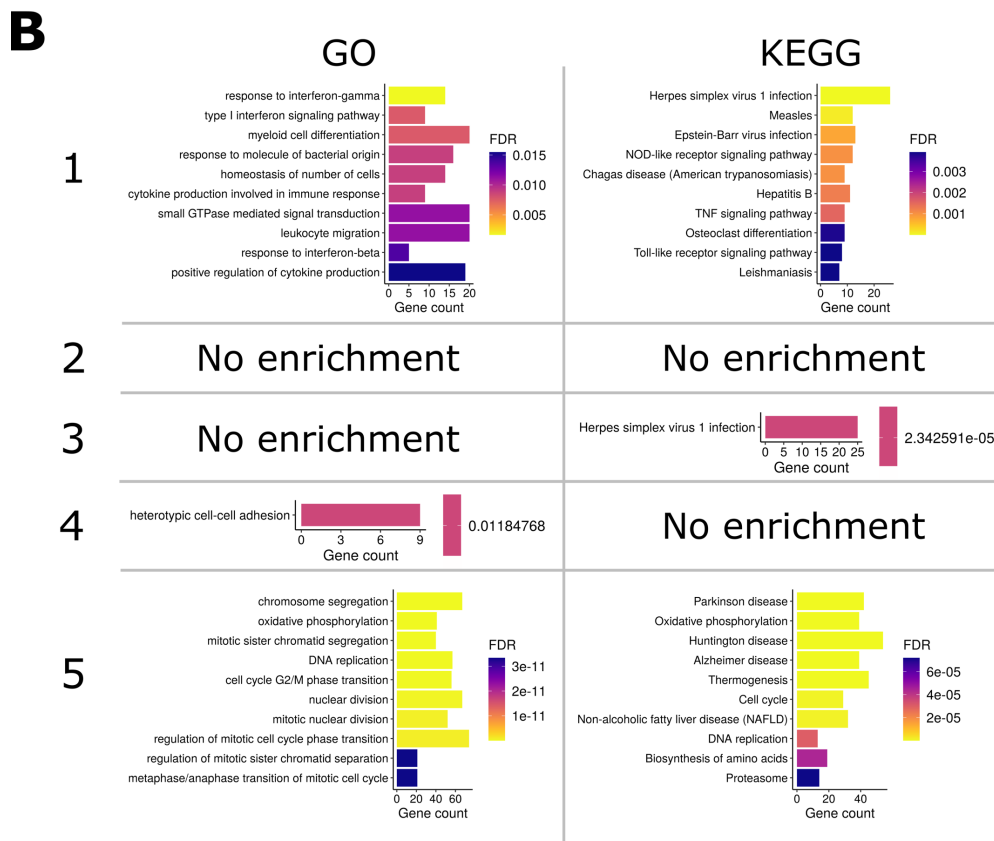 B
GO
KEGG
1
response to interferon-gamma
type I interferon signaling pathway
myeloid cell differentiation
response to molecule of bacterial origin
homeostasis of number of cells
cytokine production involved in immune response
small GTPase mediated signal transduction
leukocyte migration
response to interferon-beta
positive regulation of cytokine production
0 5 10 15 20
Gene count
FDR
0.015
0.010
0.005
Herpes simplex virus 1 infection
Measles
Epstein-Barr virus infection
NOD-like receptor signaling pathway
Chagas disease (American trypanosomiasis)
Hepatitis B
TNF signaling pathway
Osteoclast differentiation
Toll-like receptor signaling pathway
Leishmaniasis
0 10 20
Gene count
FDR
0.003
0.002
0.001
2
No enrichment
No enrichment
3
No enrichment
Herpes simplex virus 1 infection
0 5 10 15 20 25
Gene count
2.342591e-05
4
heterotypic cell-cell adhesion
0 3 6 9
Gene count
0.01184768
No enrichment
5
chromosome segregation
oxidative phosphorylation
mitotic sister chromatid segregation
DNA replication
cell cycle G2/M phase transition
nuclear division
mitotic nuclear division
regulation of mitotic cell cycle phase transition
regulation of mitotic sister chromatid separation
metaphase/anaphase transition of mitotic cell cycle
0 20 40 60
Gene count
FDR
3e-11
2e-11
1e-11
Parkinson disease
Oxidative phosphorylation
Huntington disease
Alzheimer disease
Thermogenesis
Cell cycle
Non-alcoholic fatty liver disease (NAFLD)
DNA replication
Biosynthesis of amino acids
Proteasome
0 20 40
Gene count
FDR
6e-05
4e-05
2e-05